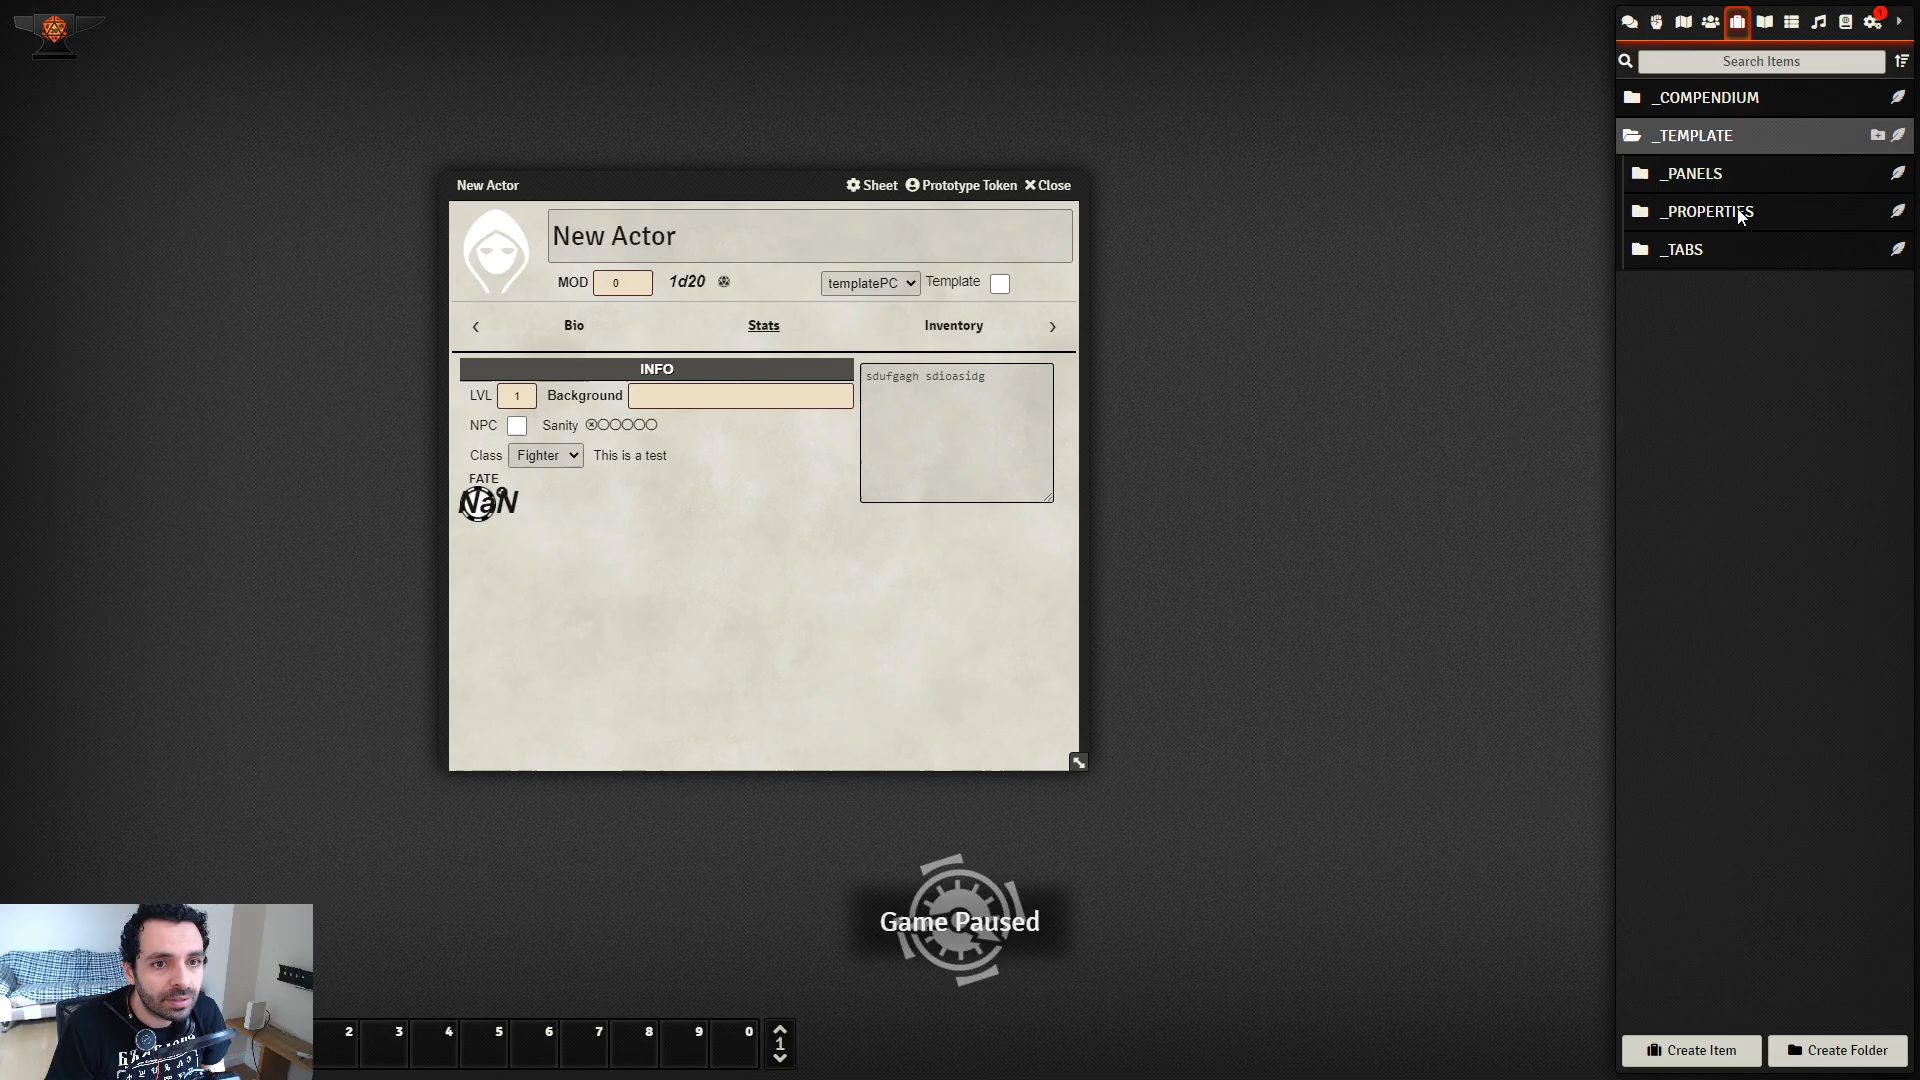 Search Items
_COMPENDIUM
_TEMPLATE
_PANELS
_PROPERTIES
_TABS
New Actor
Sheet
Prototype Token
Close
New Actor
MOD 0 1d20 templatePC Template
Bio
Stats
Inventory
INFO
LVL 1 Background
NPC Sanity
Class Fighter This is a test
FATE
NaN
sdufgagh sdioasidg
Game Paused
2 3 4 5 6 7 8 9 0
1
Create Item
Create Folder
1